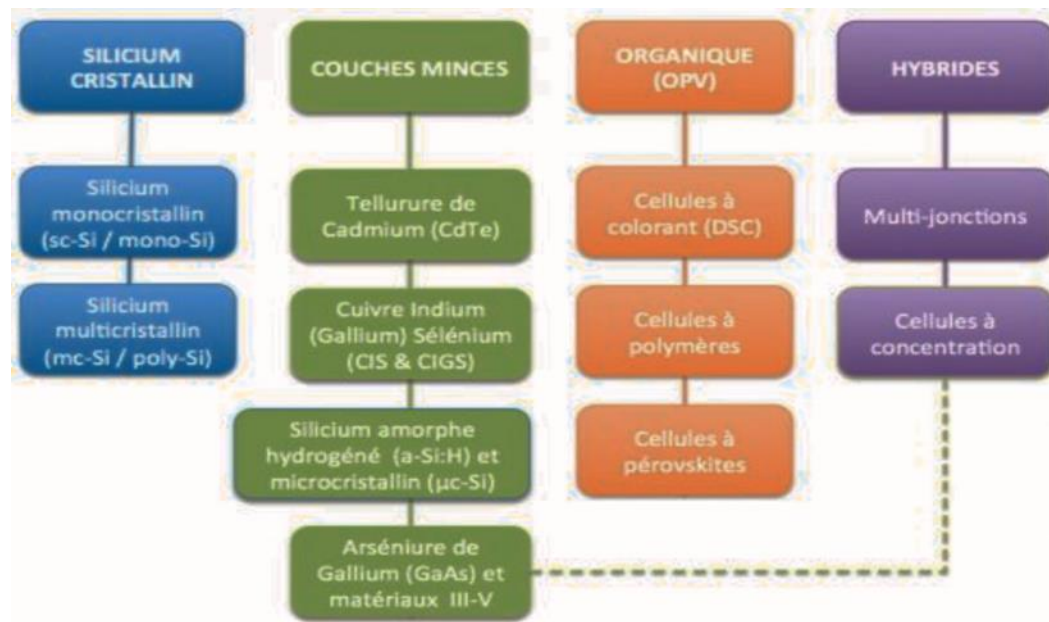 SILICIUM
CRISTALLIN
Silicium
monocristallin
(sc-Si / mono-Si)
Silicium
multicristallin
(mc-Si / poly-Si)
COUCHES MINCES
Tellurure de
Cadmium (CdTe)
Cuivre Indium
(Gallium) Sélénium
(CIS & CIGS)
Silicium amorphe
hydrogéné (a-Si:H) et
microcristallin (µc-Si)
Arséniure de
Gallium (GaAs) et
matériaux III-V
ORGANIQUE
(OPV)
Cellules à
colorant (DSC)
Cellules à
polymères
Cellules à
pérovskites
HYBRIDES
Multi-jonctions
Cellules à
concentration